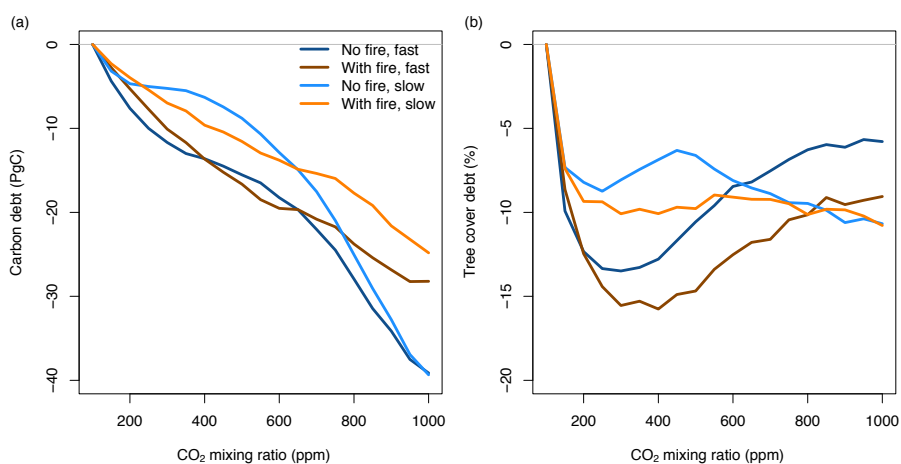 (a)
0
−10
−20
−30
−40
Carbon debt (PgC)
200 400 600 800 1000
CO₂ mixing ratio (ppm)
No fire, fast
With fire, fast
No fire, slow
With fire, slow
(b)
0
−5
−10
−15
−20
Tree cover debt (%)
200 400 600 800 1000
CO₂ mixing ratio (ppm)